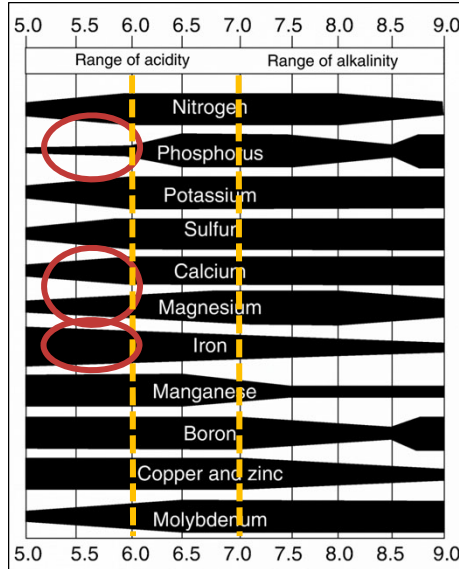 5.0 5.5 6.0 6.5 7.0 7.5 8.0 8.5 9.0
Range of acidity Range of alkalinity
Nitrogen
Phosphorus
Potassium
Sulfur
Calcium
Magnesium
Iron
Manganese
Boron
Copper and zinc
Molybdenum
5.0 5.5 6.0 6.5 7.0 7.5 8.0 8.5 9.0